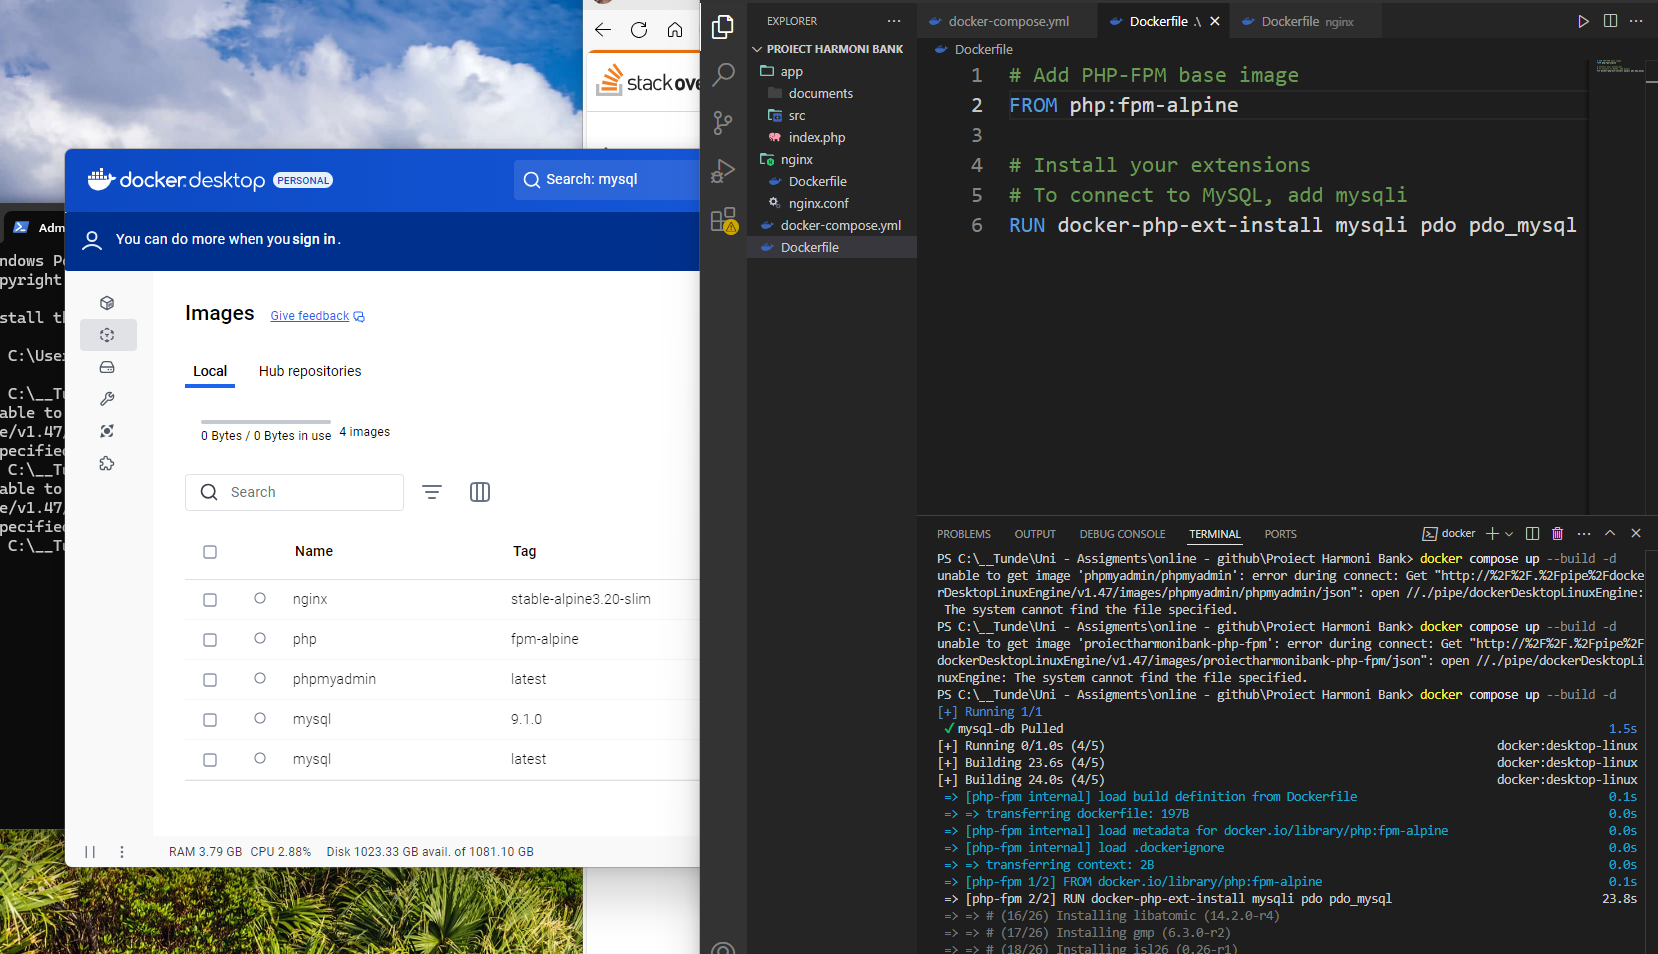 Adm
ndows P
pyright
stall t
C:\Use
C:\__T
able to
e/v1.47
pecifie
C:\__T
able to
e/v1.47
pecifie
C:\__T
stack ove
docker.desktop PERSONAL
Search: mysql
You can do more when you sign in.
Images
Give feedback
Local
Hub repositories
0 Bytes / 0 Bytes in use
4 images
Search
Name Tag
nginx stable-alpine3.20-slim
php fpm-alpine
phpmyadmin latest
mysql 9.1.0
mysql latest
RAM 3.79 GB CPU 2.88% Disk 1023.33 GB avail. of 1081.10 GB
EXPLORER
PROIECT HARMONI BANK
app
documents
src
index.php
nginx
Dockerfile
nginx.conf
docker-compose.yml
Dockerfile
docker-compose.yml
Dockerfile .\
Dockerfile nginx
Dockerfile
1 # Add PHP-FPM base image
2 FROM php:fpm-alpine
3
4 # Install your extensions
5 # To connect to MySQL, add mysqli
6 RUN docker-php-ext-install mysqli pdo pdo_mysql
PROBLEMS OUTPUT DEBUG CONSOLE TERMINAL PORTS
docker
PS C:\__Tunde\Uni - Assigments\online - github\Proiect Harmoni Bank> docker compose up --build -d
unable to get image 'phpmyadmin/phpmyadmin': error during connect: Get "http://%2F%2F.%2Fpipe%2Fdocke
rDesktopLinuxEngine/v1.47/images/phpmyadmin/phpmyadmin/json": open //./pipe/dockerDesktopLinuxEngine:
The system cannot find the file specified.
PS C:\__Tunde\Uni - Assigments\online - github\Proiect Harmoni Bank> docker compose up --build -d
unable to get image 'proiectharmonibank-php-fpm': error during connect: Get "http://%2F%2F.%2Fpipe%2F
dockerDesktopLinuxEngine/v1.47/images/proiectharmonibank-php-fpm/json": open //./pipe/dockerDesktopLi
nuxEngine: The system cannot find the file specified.
PS C:\__Tunde\Uni - Assigments\online - github\Proiect Harmoni Bank> docker compose up --build -d
[+] Running 1/1
✓ mysql-db Pulled 1.5s
[+] Running 0/1.0s (4/5) docker:desktop-linux
[+] Building 23.6s (4/5) docker:desktop-linux
[+] Building 24.0s (4/5) docker:desktop-linux
=> [php-fpm internal] load build definition from Dockerfile 0.1s
=> => transferring dockerfile: 197B 0.0s
=> [php-fpm internal] load metadata for docker.io/library/php:fpm-alpine 0.0s
=> [php-fpm internal] load .dockerignore 0.0s
=> => transferring context: 2B 0.0s
=> [php-fpm 1/2] FROM docker.io/library/php:fpm-alpine 0.1s
=> [php-fpm 2/2] RUN docker-php-ext-install mysqli pdo pdo_mysql 23.8s
=> => # (16/26) Installing libatomic (14.2.0-r4)
=> => # (17/26) Installing gmp (6.3.0-r2)
=> => # (18/26) Installing isl26 (0.26-r1)